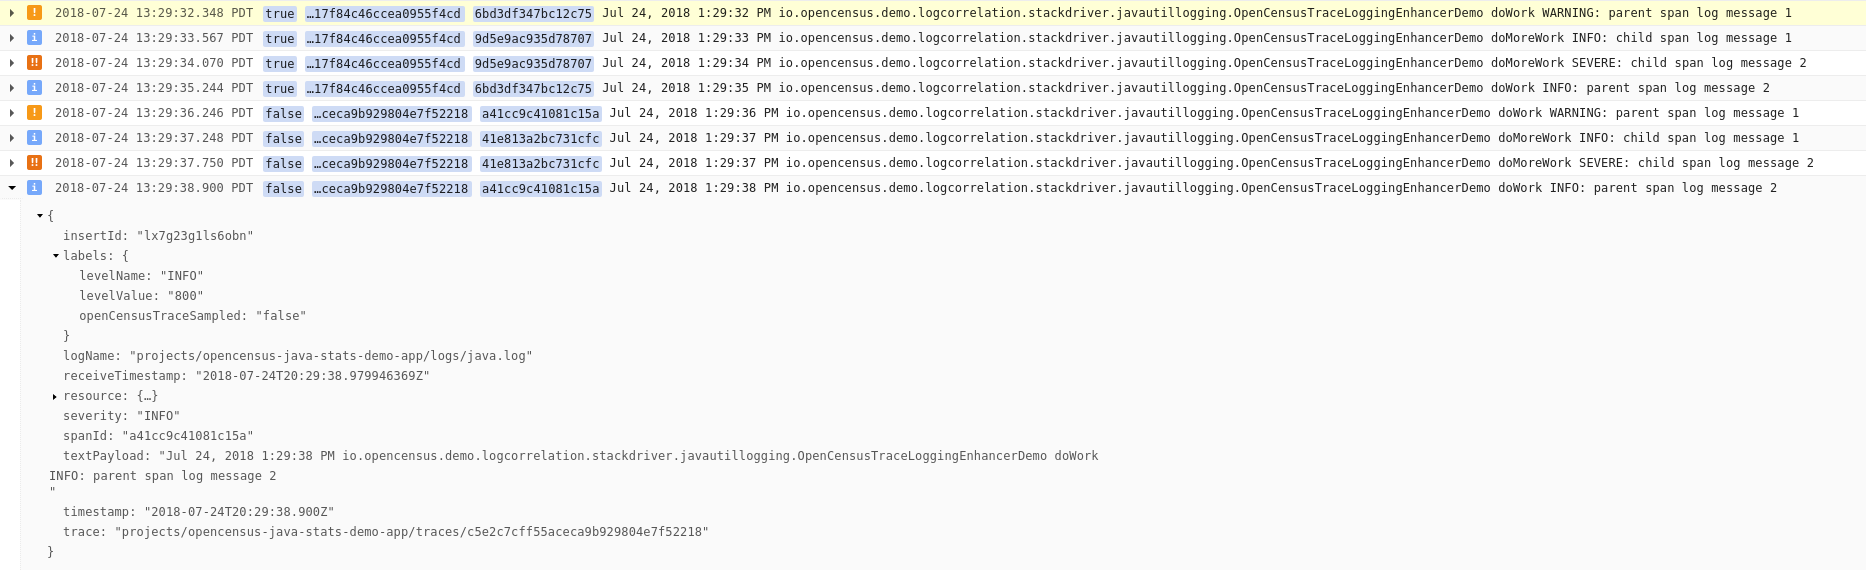 ! 2018-07-24 13:29:32.348 PDT true …17f84c46ccea0955f4cd 6bd3df347bc12c75 Jul 24, 2018 1:29:32 PM io.opencensus.demo.logcorrelation.stackdriver.javautillogging.OpenCensusTraceLoggingEnhancerDemo doWork WARNING: parent span log message 1
i 2018-07-24 13:29:33.567 PDT true …17f84c46ccea0955f4cd 9d5e9ac935d78707 Jul 24, 2018 1:29:33 PM io.opencensus.demo.logcorrelation.stackdriver.javautillogging.OpenCensusTraceLoggingEnhancerDemo doMoreWork INFO: child span log message 1
!! 2018-07-24 13:29:34.070 PDT true …17f84c46ccea0955f4cd 9d5e9ac935d78707 Jul 24, 2018 1:29:34 PM io.opencensus.demo.logcorrelation.stackdriver.javautillogging.OpenCensusTraceLoggingEnhancerDemo doMoreWork SEVERE: child span log message 2
i 2018-07-24 13:29:35.244 PDT true …17f84c46ccea0955f4cd 6bd3df347bc12c75 Jul 24, 2018 1:29:35 PM io.opencensus.demo.logcorrelation.stackdriver.javautillogging.OpenCensusTraceLoggingEnhancerDemo doWork INFO: parent span log message 2
! 2018-07-24 13:29:36.246 PDT false …ceca9b929804e7f52218 a41cc9c41081c15a Jul 24, 2018 1:29:36 PM io.opencensus.demo.logcorrelation.stackdriver.javautillogging.OpenCensusTraceLoggingEnhancerDemo doWork WARNING: parent span log message 1
i 2018-07-24 13:29:37.248 PDT false …ceca9b929804e7f52218 41e813a2bc731cfc Jul 24, 2018 1:29:37 PM io.opencensus.demo.logcorrelation.stackdriver.javautillogging.OpenCensusTraceLoggingEnhancerDemo doMoreWork INFO: child span log message 1
!! 2018-07-24 13:29:37.750 PDT false …ceca9b929804e7f52218 41e813a2bc731cfc Jul 24, 2018 1:29:37 PM io.opencensus.demo.logcorrelation.stackdriver.javautillogging.OpenCensusTraceLoggingEnhancerDemo doMoreWork SEVERE: child span log message 2
i 2018-07-24 13:29:38.900 PDT false …ceca9b929804e7f52218 a41cc9c41081c15a Jul 24, 2018 1:29:38 PM io.opencensus.demo.logcorrelation.stackdriver.javautillogging.OpenCensusTraceLoggingEnhancerDemo doWork INFO: parent span log message 2
{
insertId: "lx7g23g1ls6obn"
labels: {
levelName: "INFO"
levelValue: "800"
openCensusTraceSampled: "false"
}
logName: "projects/opencensus-java-stats-demo-app/logs/java.log"
receiveTimestamp: "2018-07-24T20:29:38.979946369Z"
resource: {…}
severity: "INFO"
spanId: "a41cc9c41081c15a"
textPayload: "Jul 24, 2018 1:29:38 PM io.opencensus.demo.logcorrelation.stackdriver.javautillogging.OpenCensusTraceLoggingEnhancerDemo doWork
INFO: parent span log message 2
"
timestamp: "2018-07-24T20:29:38.900Z"
trace: "projects/opencensus-java-stats-demo-app/traces/c5e2c7cff55aceca9b929804e7f52218"
}